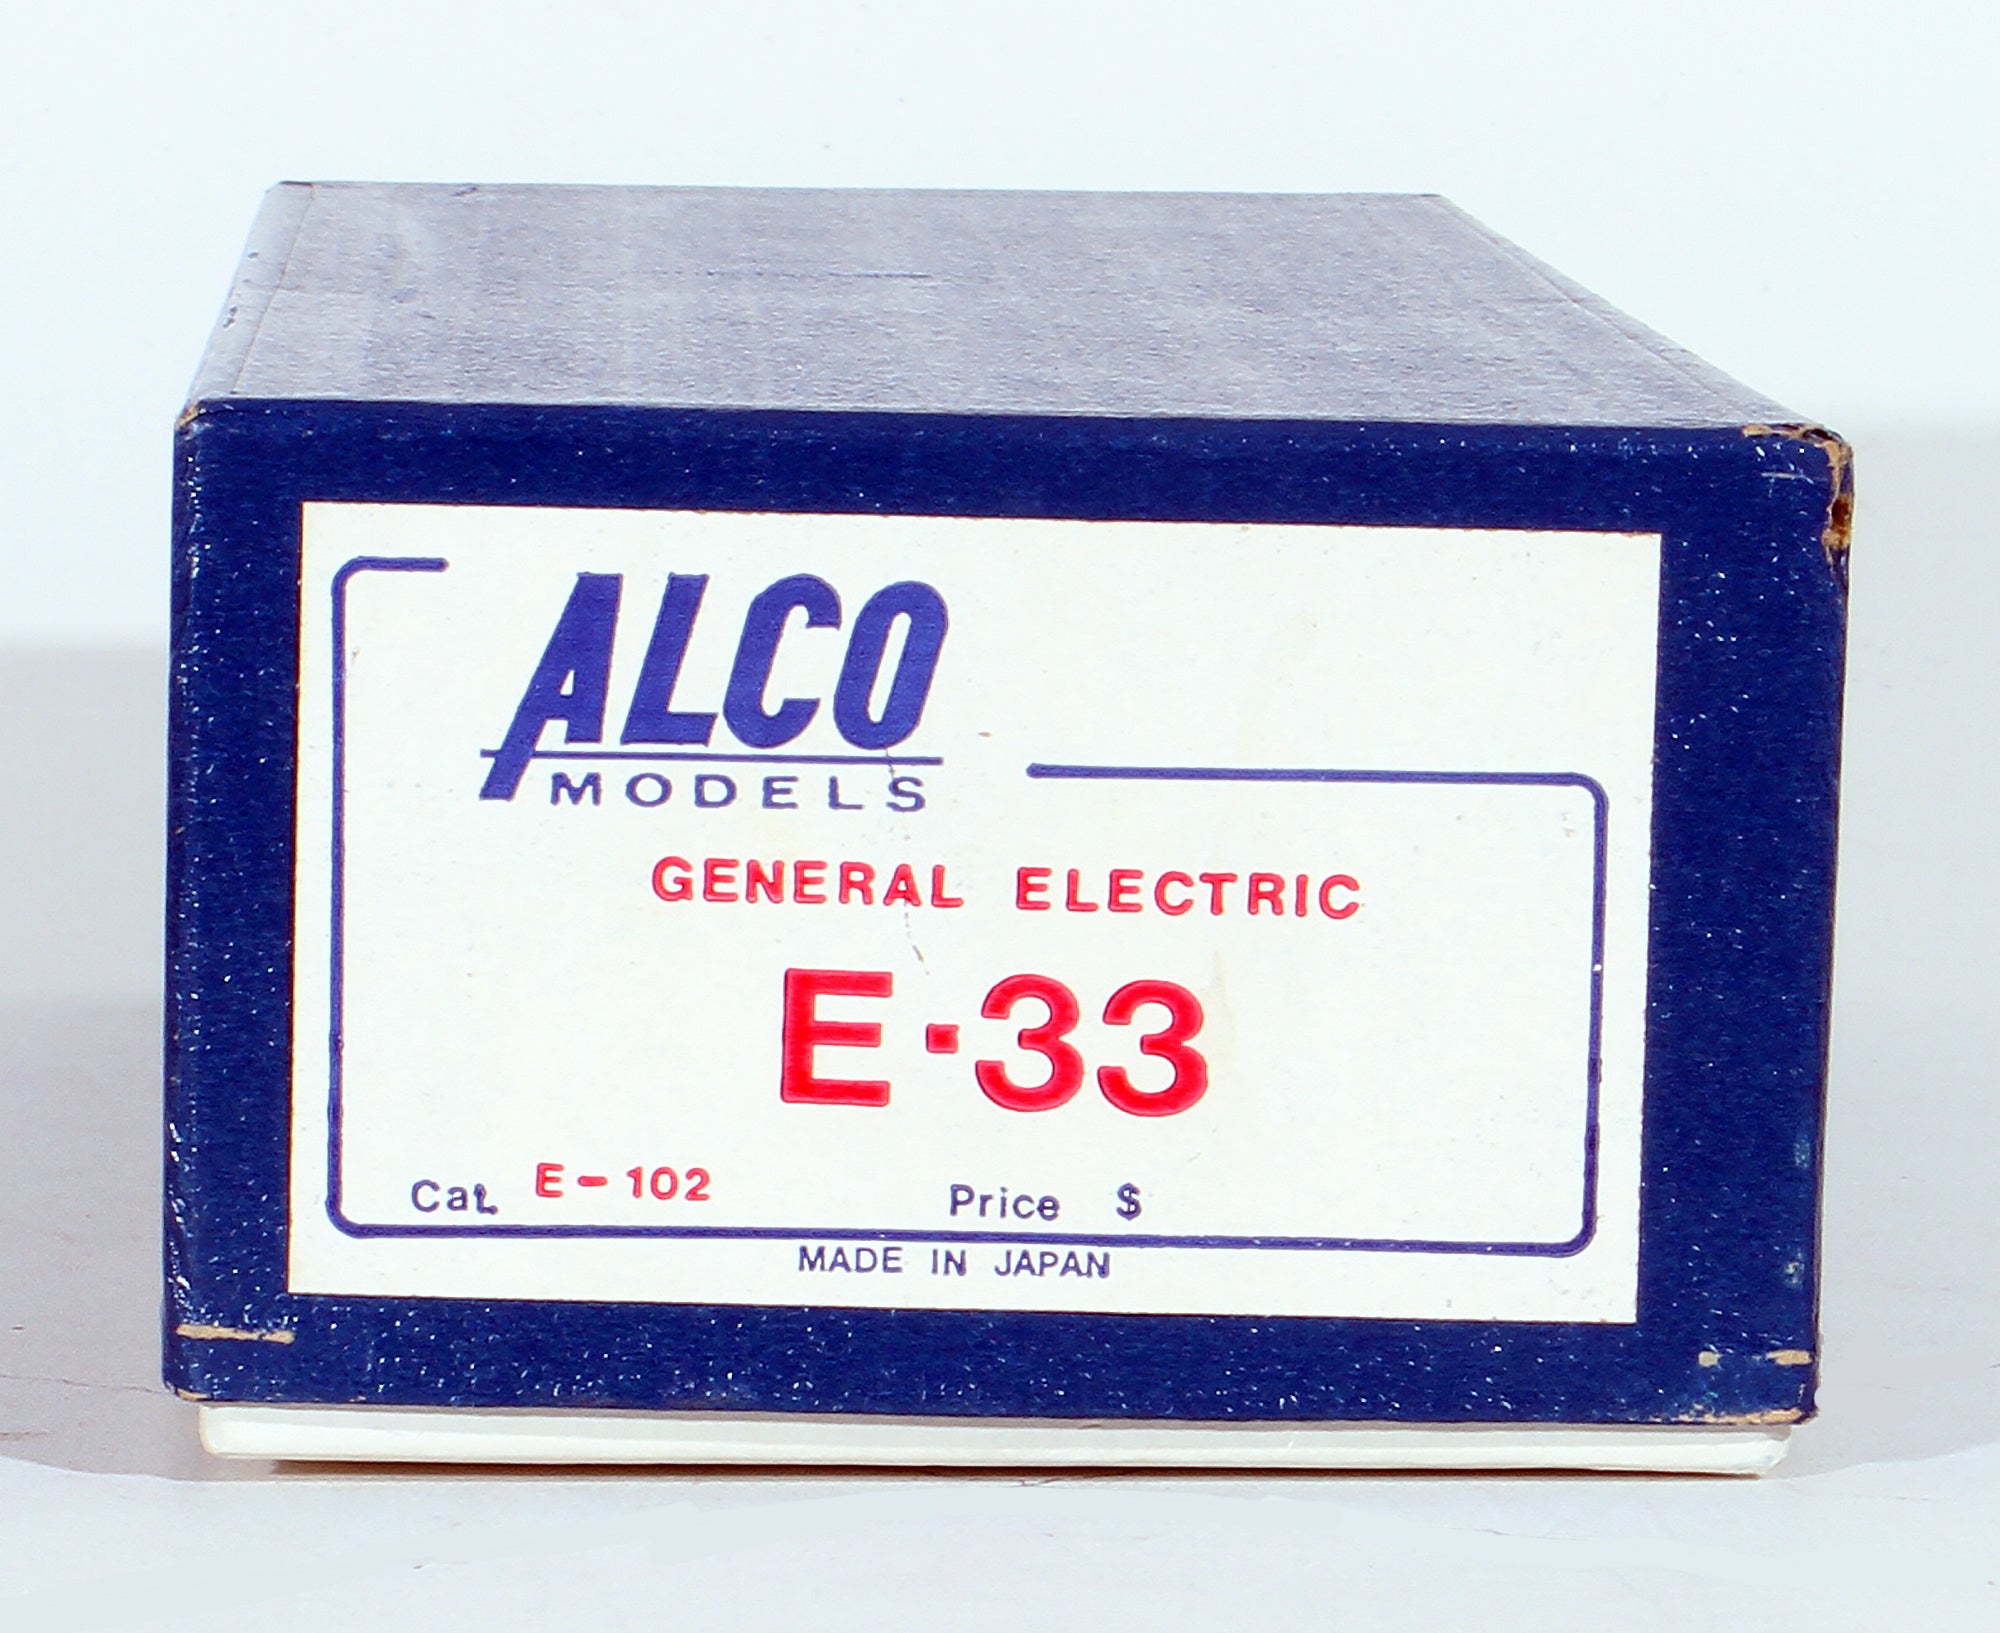 ALCO
MODELS
GENERAL ELECTRIC
E-33
Cat. E-102 Price $
MADE IN JAPAN